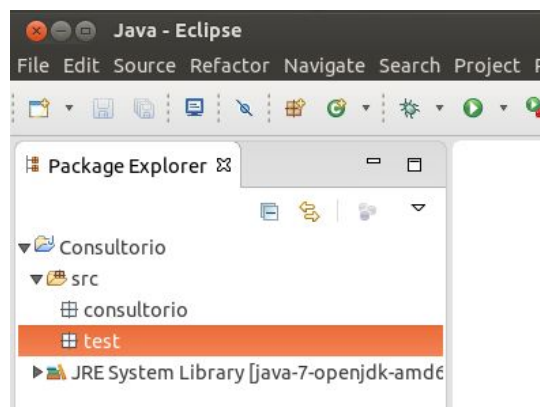 Java - Eclipse
File Edit Source Refactor Navigate Search Project
Package Explorer
Consultorio
src
consultorio
test
JRE System Library [java-7-openjdk-amd6